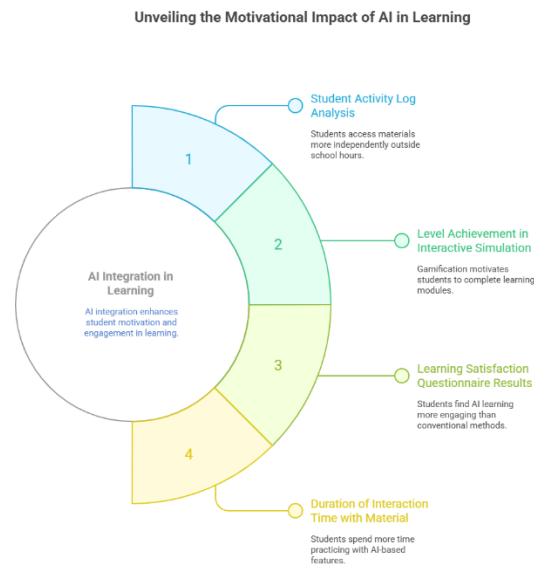 Unveiling the Motivational Impact of AI in Learning
1
Student Activity Log
Analysis
Students access materials
more independently outside
school hours.
2
Level Achievement in
Interactive Simulation
Gamification motivates
students to complete learning
modules.
AI Integration in
Learning
AI integration enhances
student motivation and
engagement in learning.
3
Learning Satisfaction
Questionnaire Results
Students find AI learning
more engaging than
conventional methods.
4
Duration of Interaction
Time with Material
Students spend more time
practicing with AI-based
features.